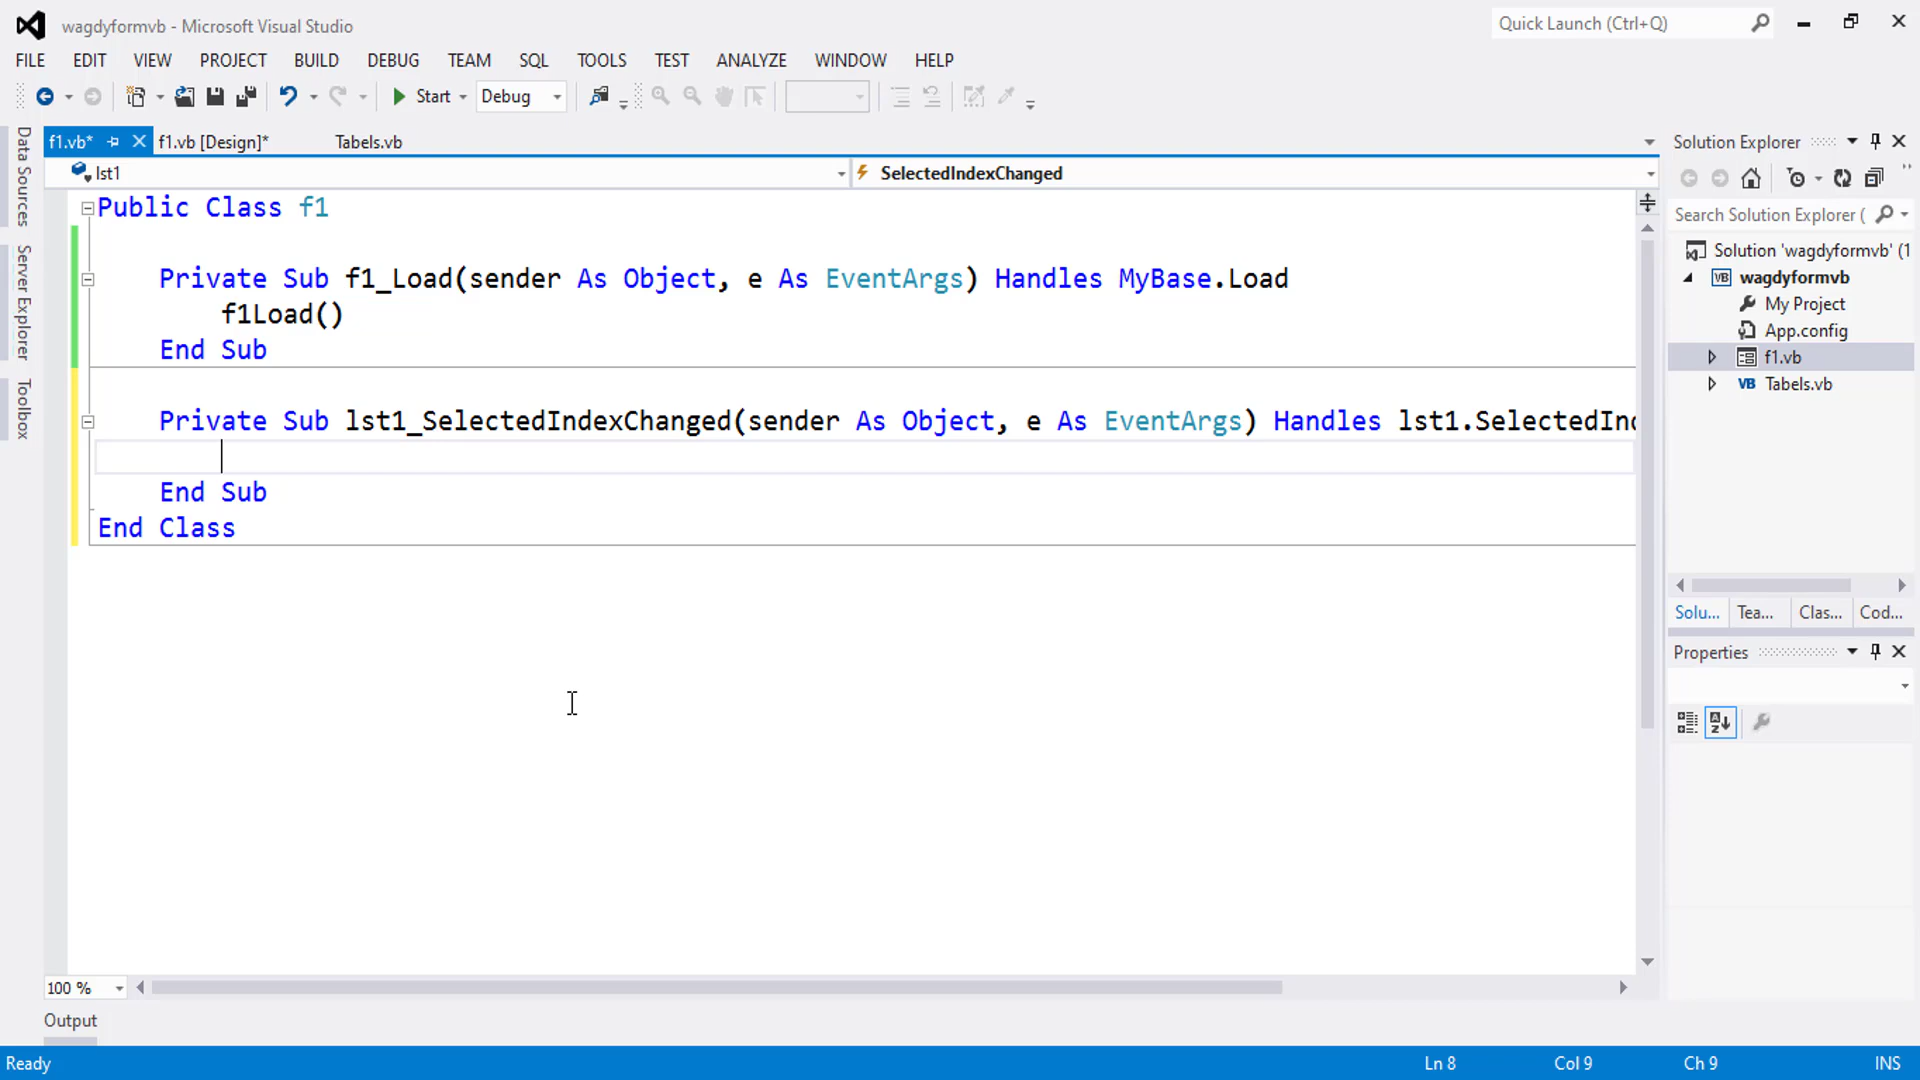 wagdyformvb - Microsoft Visual Studio
Quick Launch (Ctrl+Q)
FILE EDIT VIEW PROJECT BUILD DEBUG TEAM SQL TOOLS TEST ANALYZE WINDOW HELP
Start Debug
f1.vb* f1.vb [Design]* Tabels.vb
lst1 SelectedIndexChanged
Data Sources
Server Explorer
Toolbox
Public Class f1
Private Sub f1_Load(sender As Object, e As EventArgs) Handles MyBase.Load
f1Load()
End Sub
Private Sub lst1_SelectedIndexChanged(sender As Object, e As EventArgs) Handles lst1.SelectedInd
End Sub
End Class
100 %
Output
Solution Explorer
Search Solution Explorer (
Solution 'wagdyformvb' (1
wagdyformvb
My Project
App.config
f1.vb
VB Tabels.vb
Solu... Tea... Clas... Cod...
Properties
Ready Ln 8 Col 9 Ch 9 INS